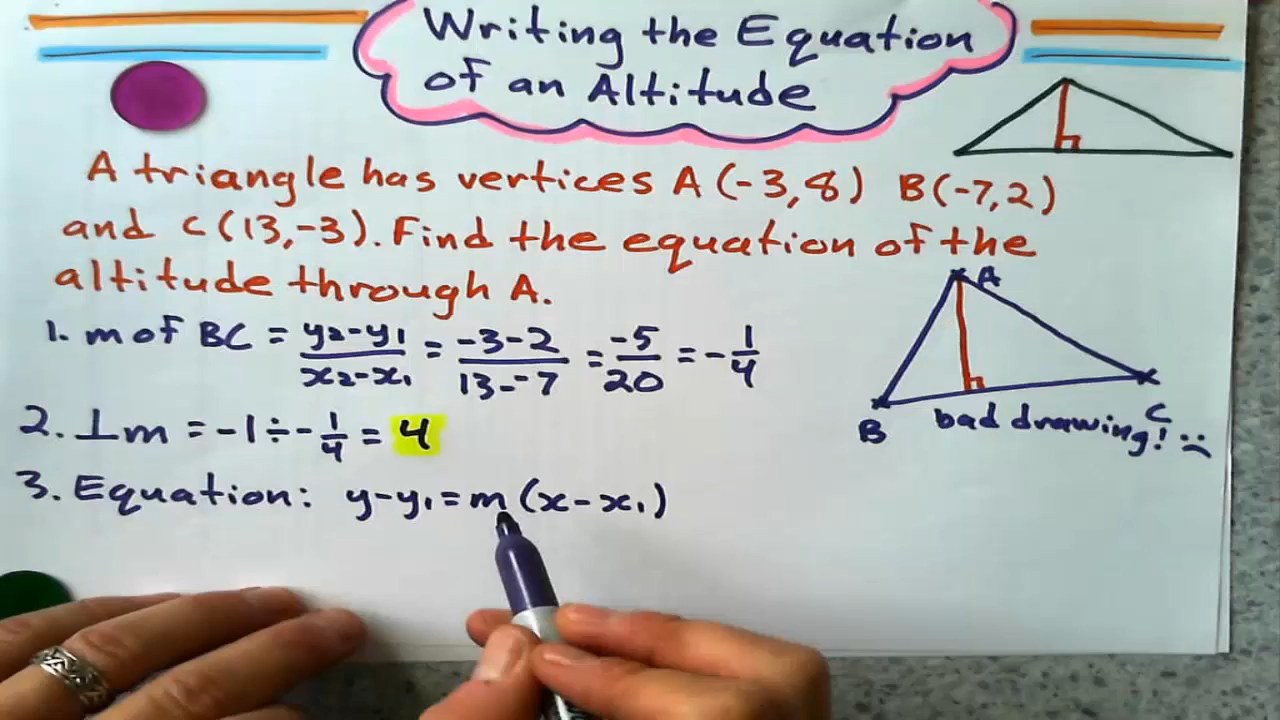 Writing the Equation
of an Altitude
A triangle has vertices A(-3,8) B(-7,2)
and C(13,-3). Find the equation of the
altitude through A.
1. m of BC = y₂-y₁/x₂-x₁ = -3-2/13--7 = -5/20 = -1/4
2. ⊥m = -1 ÷ -1/4 = 4
3. Equation: y-y₁ = m(x-x₁)
A
B
C
bad drawing! :(